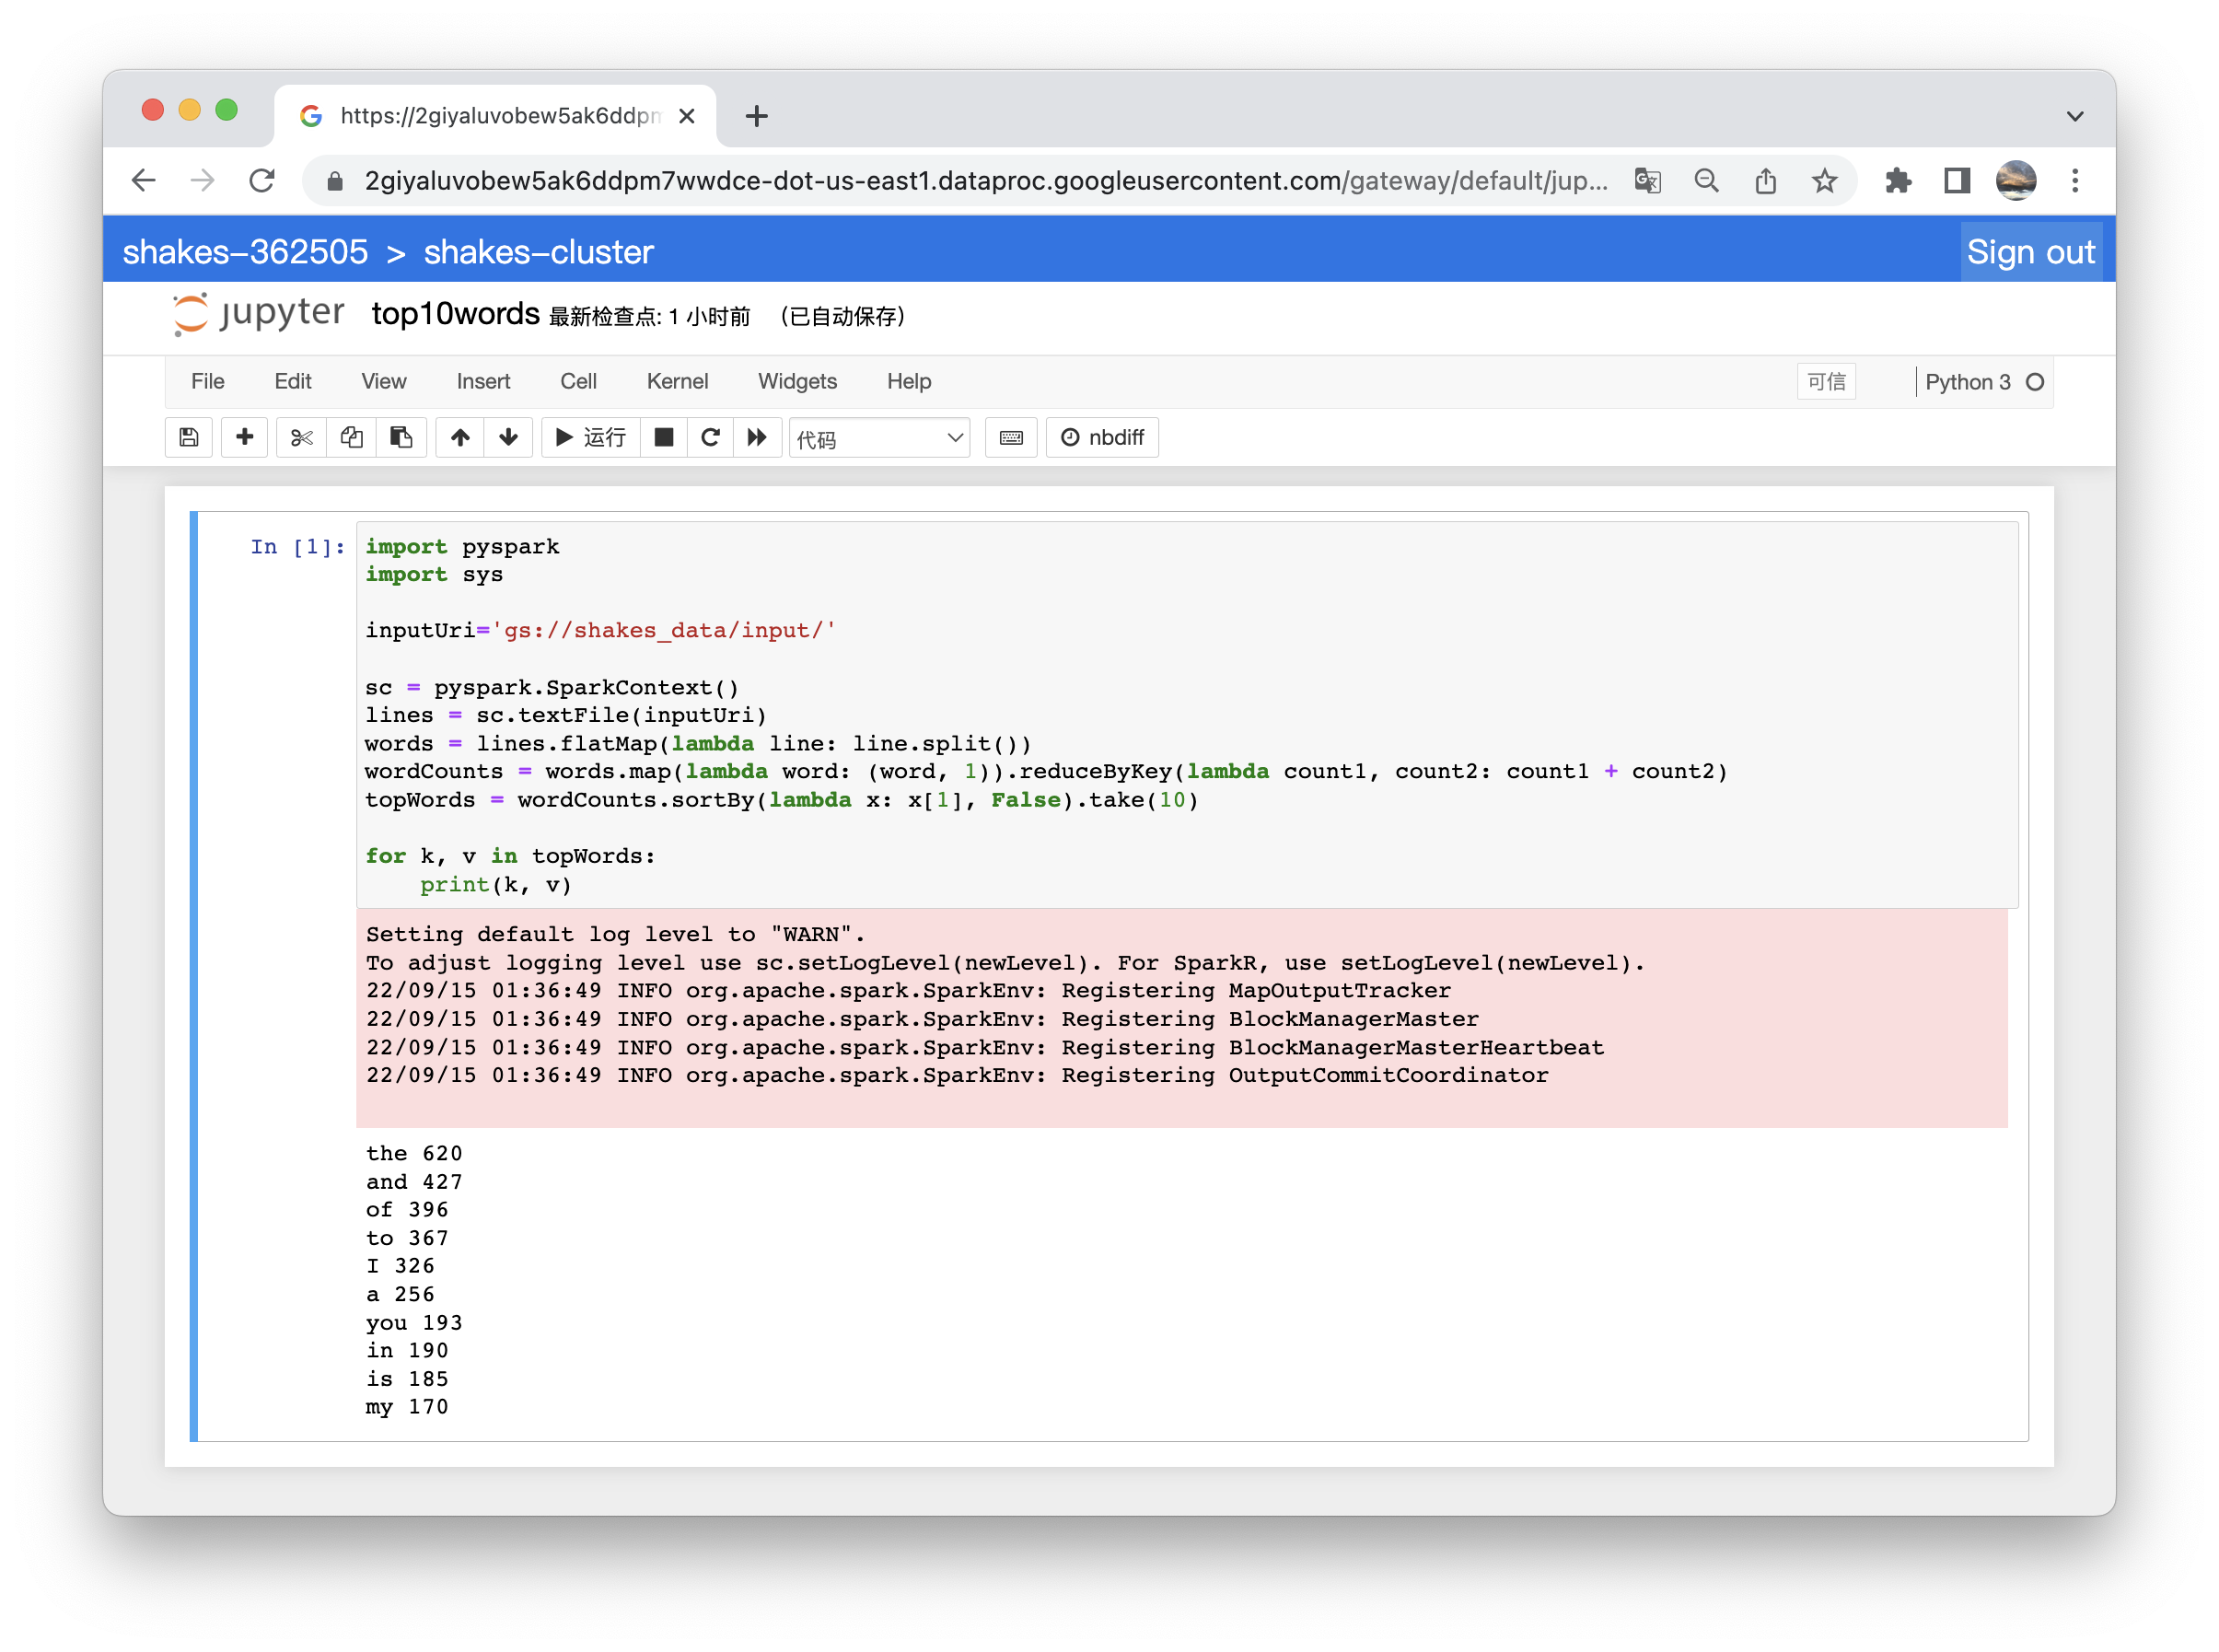 https://2giyaluvobew5ak6ddpm
2giyaluvobew5ak6ddpm7wwdce-dot-us-east1.dataproc.googleusercontent.com/gateway/default/jup...
shakes-362505 > shakes-cluster Sign out
jupyter top10words 最新检查点: 1 小时前 （已自动保存）
File Edit View Insert Cell Kernel Widgets Help 可信 Python 3
运行 代码 nbdiff
In [1]: import pyspark
import sys
inputUri='gs://shakes_data/input/'
sc = pyspark.SparkContext()
lines = sc.textFile(inputUri)
words = lines.flatMap(lambda line: line.split())
wordCounts = words.map(lambda word: (word, 1)).reduceByKey(lambda count1, count2: count1 + count2)
topWords = wordCounts.sortBy(lambda x: x[1], False).take(10)
for k, v in topWords:
    print(k, v)
Setting default log level to "WARN".
To adjust logging level use sc.setLogLevel(newLevel). For SparkR, use setLogLevel(newLevel).
22/09/15 01:36:49 INFO org.apache.spark.SparkEnv: Registering MapOutputTracker
22/09/15 01:36:49 INFO org.apache.spark.SparkEnv: Registering BlockManagerMaster
22/09/15 01:36:49 INFO org.apache.spark.SparkEnv: Registering BlockManagerMasterHeartbeat
22/09/15 01:36:49 INFO org.apache.spark.SparkEnv: Registering OutputCommitCoordinator
the 620
and 427
of 396
to 367
I 326
a 256
you 193
in 190
is 185
my 170